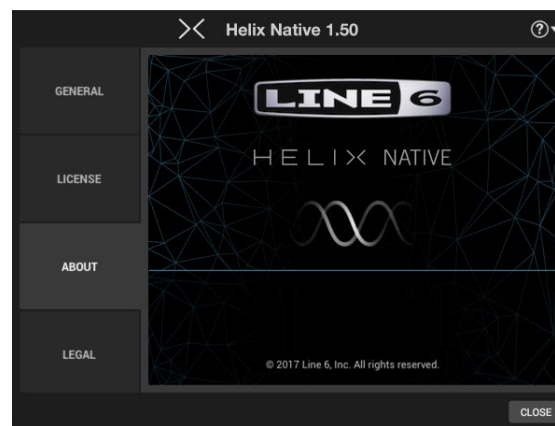 Helix Native 1.50
?
GENERAL
LICENSE
ABOUT
LEGAL
LINE 6
HELIX NATIVE
© 2017 Line 6, Inc. All rights reserved.
CLOSE